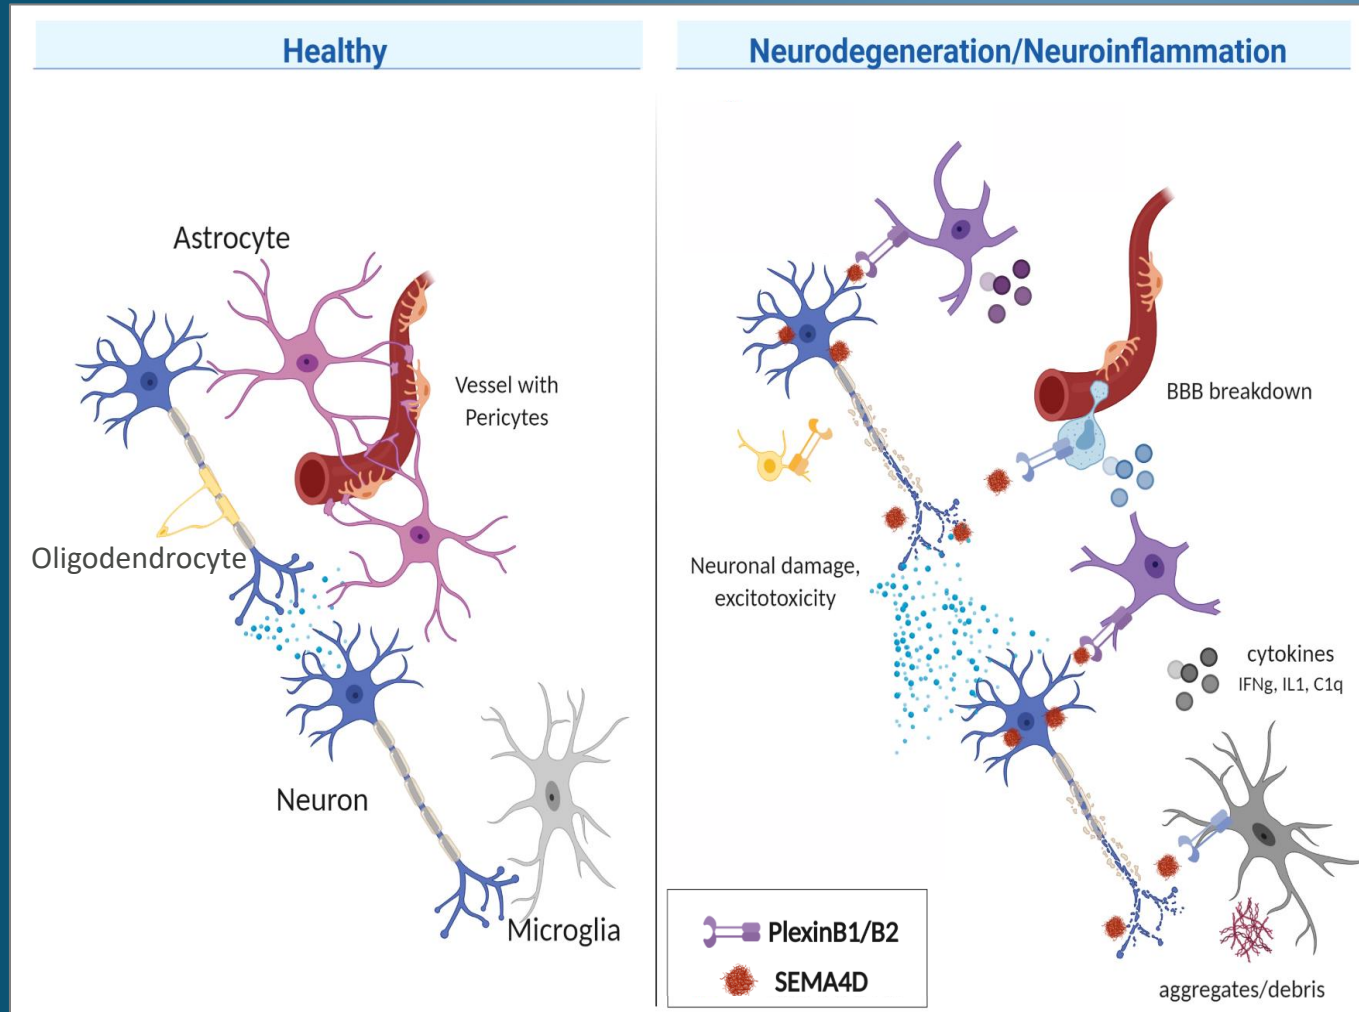 Healthy
Astrocyte
Vessel with
Pericytes
Oligodendrocyte
Neuron
Microglia
Neurodegeneration/Neuroinflammation
BBB breakdown
Neuronal damage,
excitotoxicity
cytokines
IFNg, IL1, C1q
aggregates/debris
PlexinB1/B2
SEMA4D